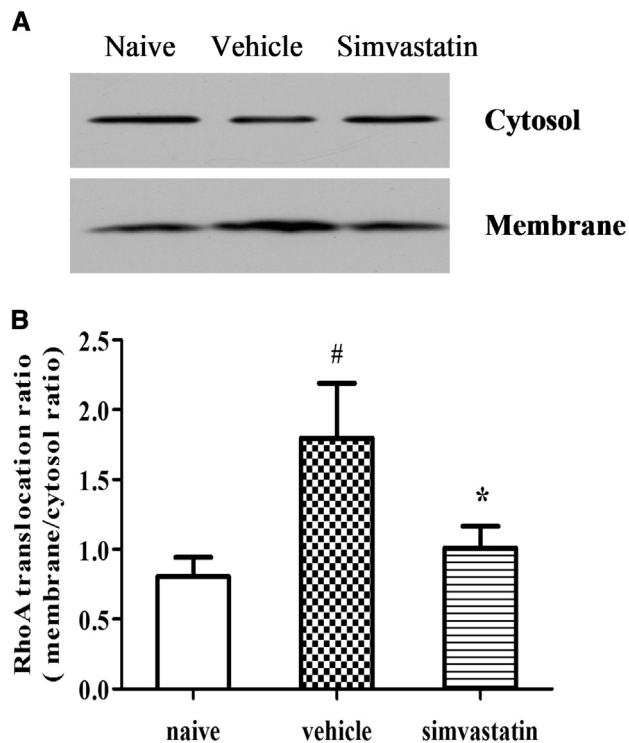 A
Naive Vehicle Simvastatin
Cytosol
Membrane
B
RhoA translocation ratio
( membrane/cytosol ratio)
2.5
2.0
1.5
1.0
0.5
0.0
#
*
naive vehicle simvastatin